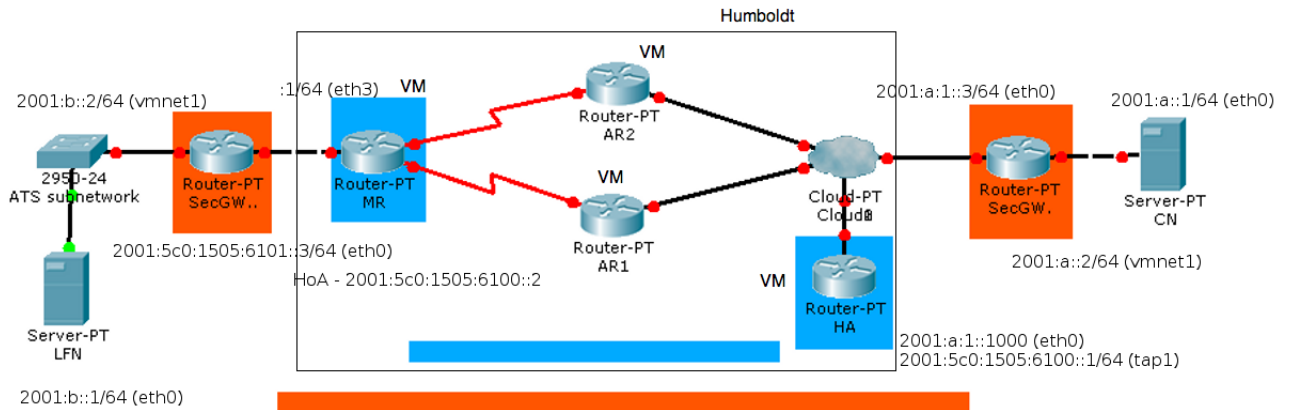 Humboldt
VM
Router-PT
AR2
2001:b::2/64 (vmnet1)
:1/64 (eth3)
VM
2001:a:1::3/64 (eth0)
2001:a::1/64 (eth0)
2950-24
ATS subnetwork
Router-PT
SecGW..
Router-PT
MR
VM
Router-PT
AR1
Cloud-PT
Router-PT
SecGW.
Server-PT
CN
2001:5c0:1505:6101::3/64 (eth0)
HoA - 2001:5c0:1505:6100::2
VM
2001:a::2/64 (vmnet1)
Router-PT
HA
Server-PT
LFN
2001:a:1::1000 (eth0)
2001:5c0:1505:6100::1/64 (tap1)
2001:b::1/64 (eth0)